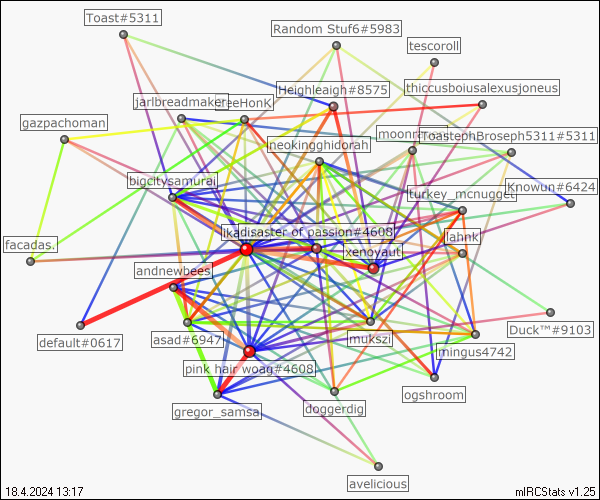 Toast#5311
Random Stuf6#5983
tescoroll
Heighleaigh#8575
thiccusboiusalexusjoneus
jarlbreadmaker
reeHonK
gazpachoman
moonra
ToastephBroseph5311#5311
neokingghidorah
bigcitysamurai
turkey_mcnugget
Knowun#6424
lkadisaster of passion#4608
lahnk
facadas.
xenoyaut
andnewbees
default#0617
asad#6947
mukszi
Duck™#9103
mingus4742
pink hair woag#4608
ogshroom
gregor_samsa
doggerdig
avelicious
18.4.2024 13:17
mIRCStats v1.25